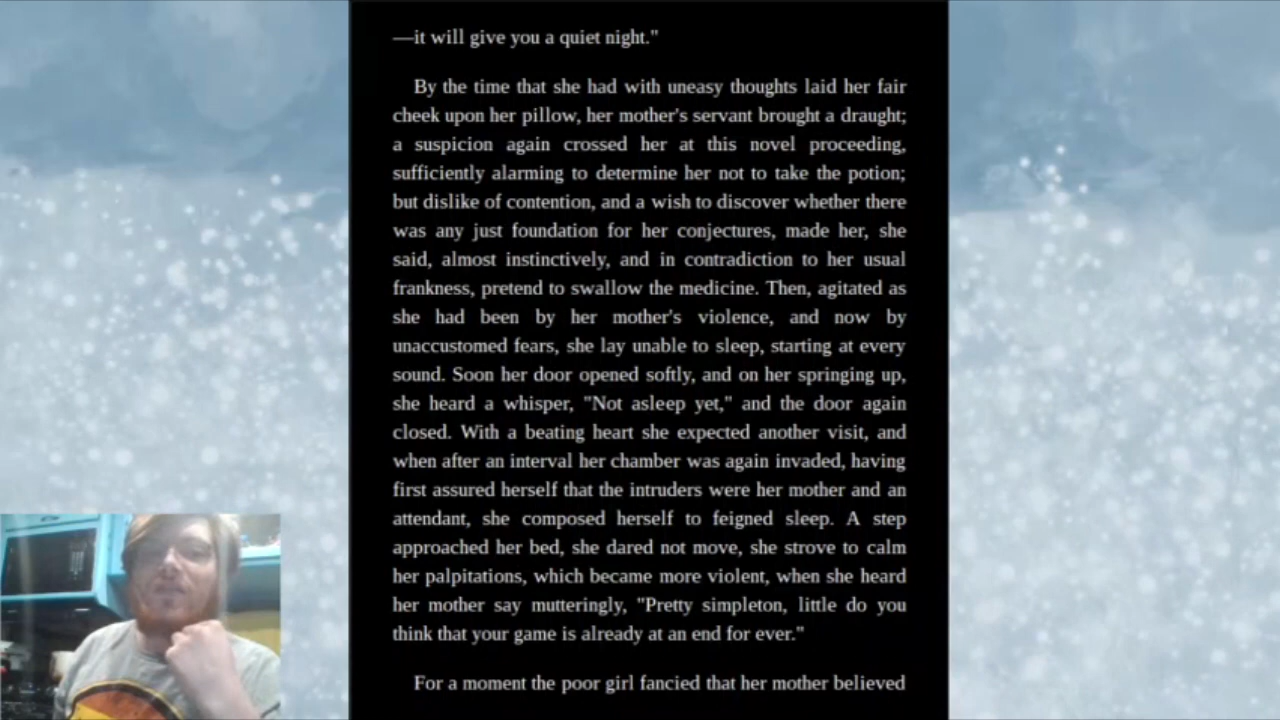 —it will give you a quiet night."
By the time that she had with uneasy thoughts laid her fair
cheek upon her pillow, her mother's servant brought a draught;
a suspicion again crossed her at this novel proceeding,
sufficiently alarming to determine her not to take the potion;
but dislike of contention, and a wish to discover whether there
was any just foundation for her conjectures, made her, she
said, almost instinctively, and in contradiction to her usual
frankness, pretend to swallow the medicine. Then, agitated as
she had been by her mother's violence, and now by
unaccustomed fears, she lay unable to sleep, starting at every
sound. Soon her door opened softly, and on her springing up,
she heard a whisper, "Not asleep yet," and the door again
closed. With a beating heart she expected another visit, and
when after an interval her chamber was again invaded, having
first assured herself that the intruders were her mother and an
attendant, she composed herself to feigned sleep. A step
approached her bed, she dared not move, she strove to calm
her palpitations, which became more violent, when she heard
her mother say mutteringly, "Pretty simpleton, little do you
think that your game is already at an end for ever."
For a moment the poor girl fancied that her mother believed